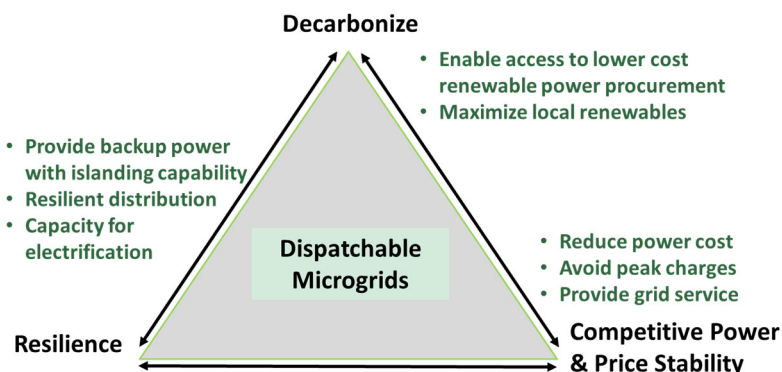 Decarbonize
• Enable access to lower cost
renewable power procurement
• Maximize local renewables
• Provide backup power
with islanding capability
• Resilient distribution
• Capacity for
electrification
Dispatchable
Microgrids
• Reduce power cost
• Avoid peak charges
• Provide grid service
Resilience
Competitive Power
& Price Stability